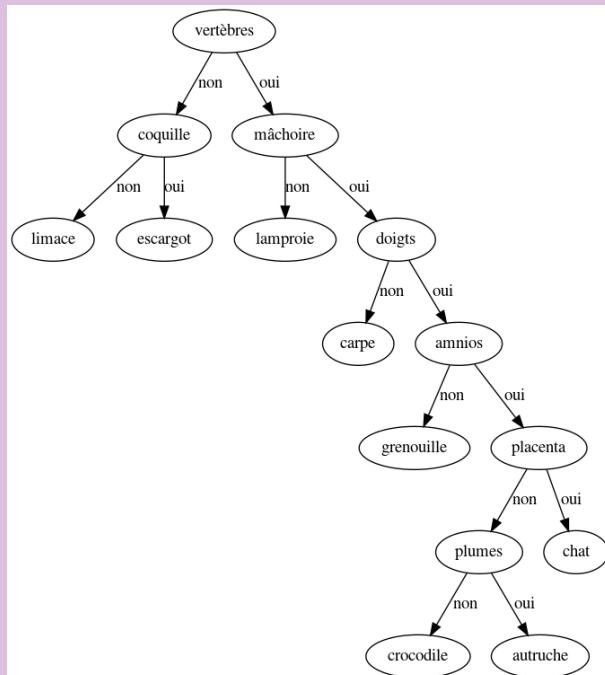 vertèbres
non
oui
coquille
mâchoire
non
oui
non
oui
limace
escargot
lamproie
doigts
non
oui
carpe
amnios
non
oui
grenouille
placenta
non
oui
plumes
chat
non
oui
crocodile
autruche